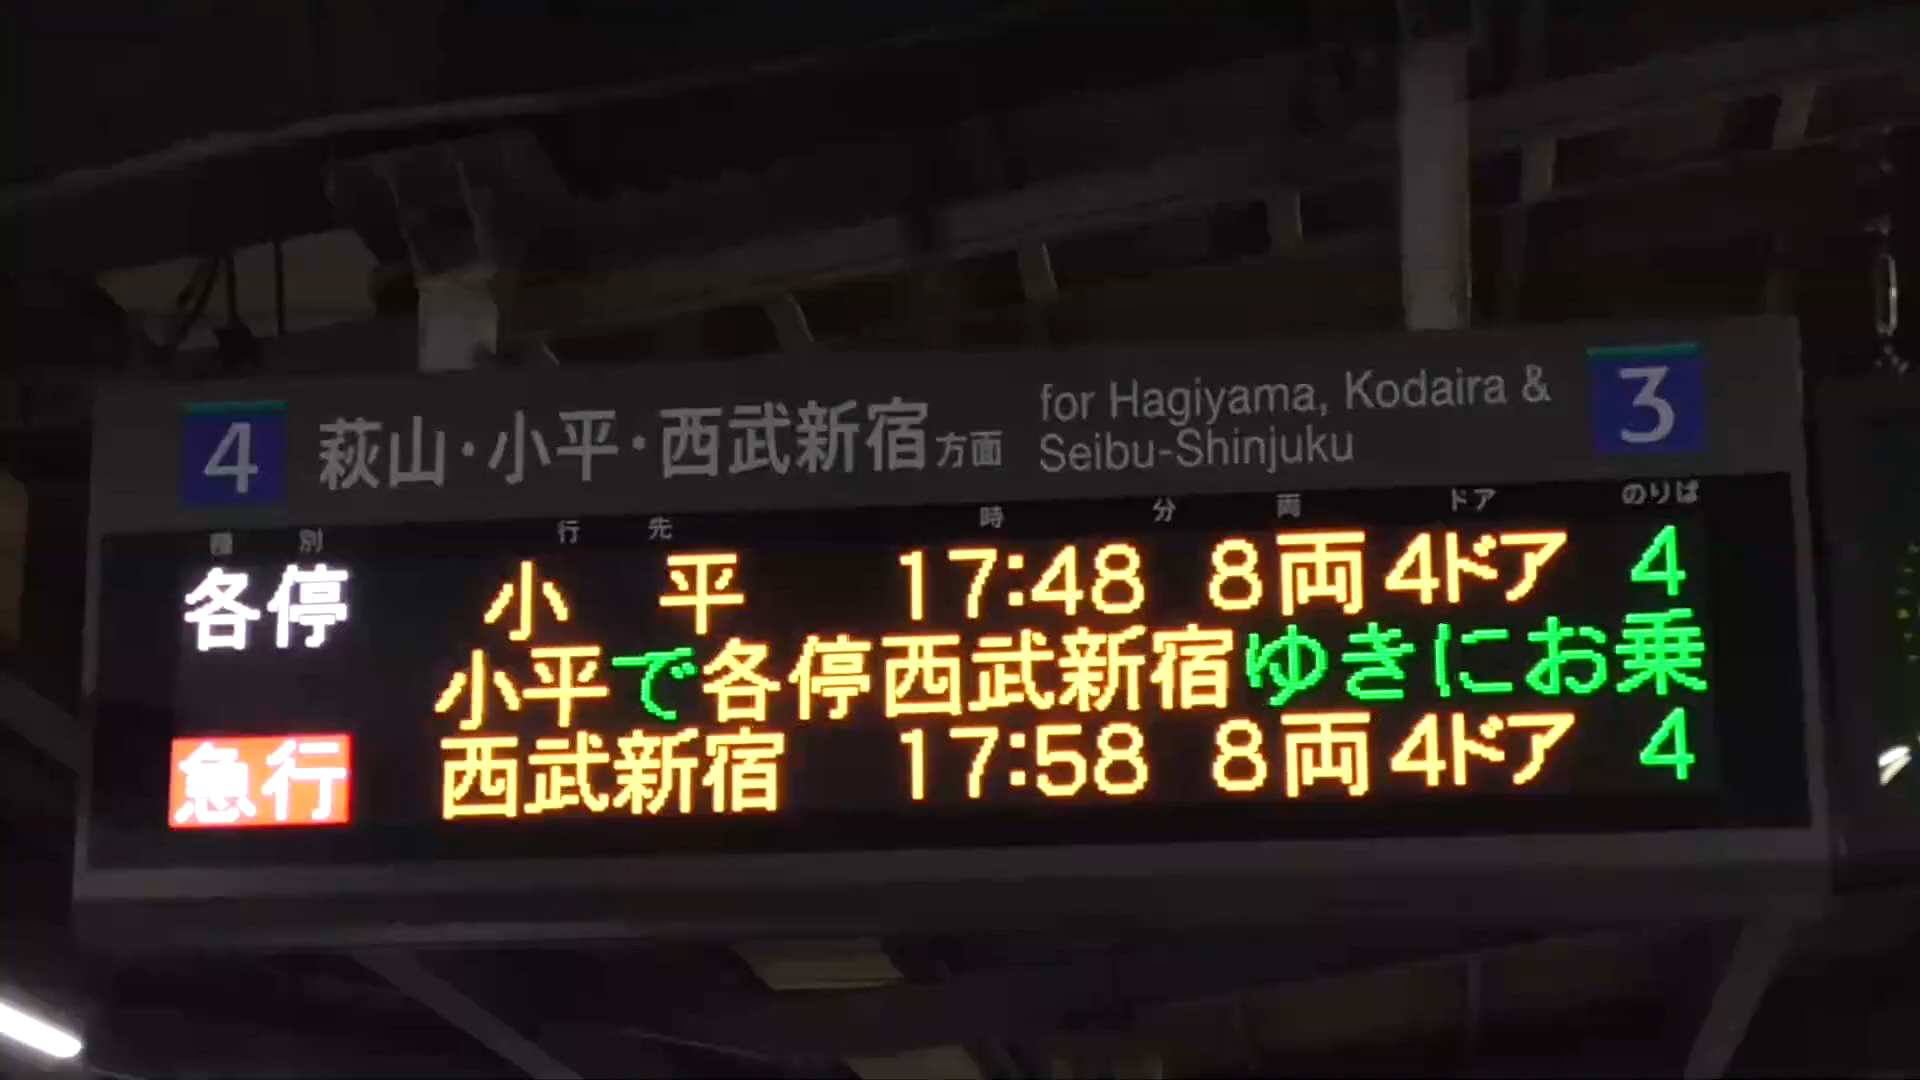 4 萩山・小平・西武新宿方面 for Hagiyama, Kodaira & Seibu-Shinjuku 3
種別 行先 時 分 両 ドア のりば
各停 小平 17:48 8両 4ドア 4
小平で各停西武新宿ゆきにお乗
急行 西武新宿 17:58 8両 4ドア 4